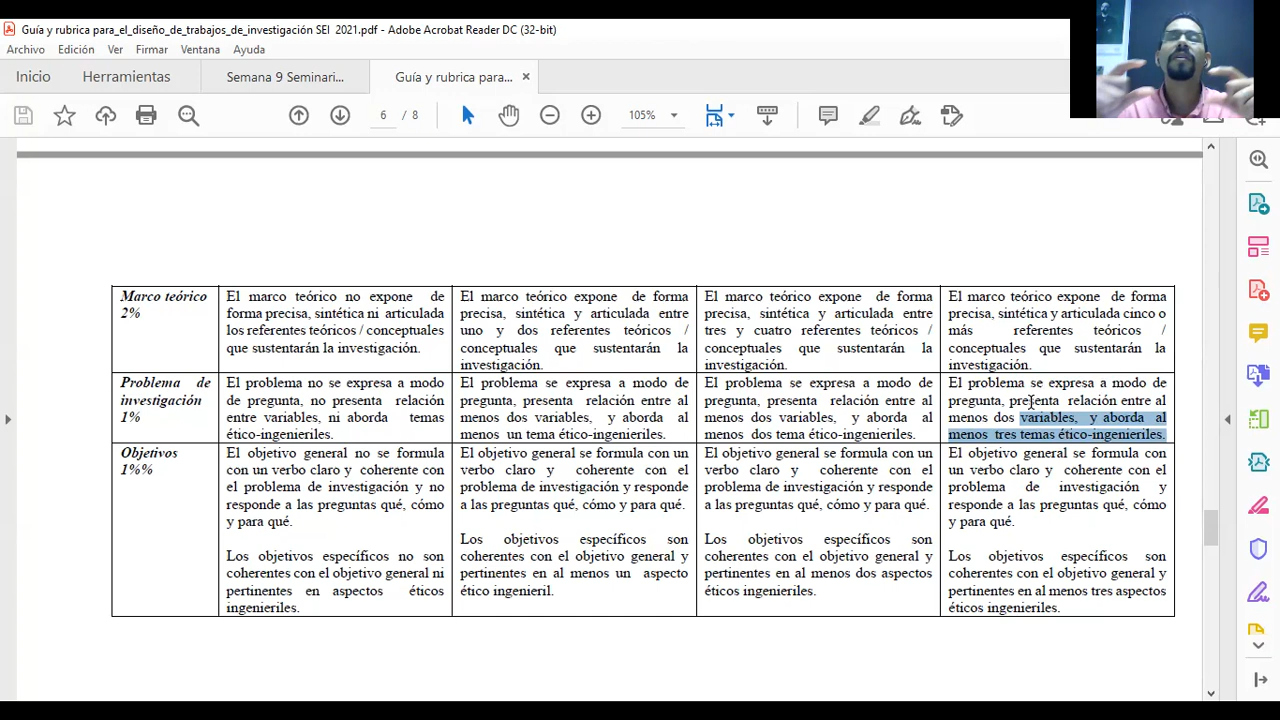 Guía y rubrica para_el_diseño_de_trabajos_de_investigación SEI 2021.pdf - Adobe Acrobat Reader DC (32-bit)
Archivo Edición Ver Firmar Ventana Ayuda
Inicio Herramientas Semana 9 Seminari... Guía y rubrica para... ×
6 / 8 105%
Marco teórico
2%
El marco teórico no expone de
forma precisa, sintética ni articulada
los referentes teóricos / conceptuales
que sustentarán la investigación.
El marco teórico expone de forma
precisa, sintética y articulada entre
uno y dos referentes teóricos /
conceptuales que sustentarán la
investigación.
El marco teórico expone de forma
precisa, sintética y articulada entre
tres y cuatro referentes teóricos /
conceptuales que sustentarán la
investigación.
El marco teórico expone de forma
precisa, sintética y articulada cinco o
más referentes teóricos /
conceptuales que sustentarán la
investigación.
Problema de
investigación
1%
El problema no se expresa a modo
de pregunta, no presenta relación
entre variables, ni aborda temas
ético-ingenieriles.
El problema se expresa a modo de
pregunta, presenta relación entre al
menos dos variables, y aborda al
menos un tema ético-ingenieriles.
El problema se expresa a modo de
pregunta, presenta relación entre al
menos dos variables, y aborda al
menos dos tema ético-ingenieriles.
El problema se expresa a modo de
pregunta, presenta relación entre al
menos dos variables, y aborda al
menos tres temas ético-ingenieriles.
Objetivos
1%%
El objetivo general no se formula
con un verbo claro y coherente con
el problema de investigación y no
responde a las preguntas qué, cómo
y para qué.
Los objetivos específicos no son
coherentes con el objetivo general ni
pertinentes en aspectos éticos
ingenieriles.
El objetivo general se formula con un
verbo claro y coherente con el
problema de investigación y responde
a las preguntas qué, cómo y para qué.
Los objetivos específicos son
coherentes con el objetivo general y
pertinentes en al menos un aspecto
ético ingenieril.
El objetivo general se formula con un
verbo claro y coherente con el
problema de investigación y responde
a las preguntas qué, cómo y para qué.
Los objetivos específicos son
coherentes con el objetivo general y
pertinentes en al menos dos aspectos
éticos ingenieriles.
El objetivo general se formula con
un verbo claro y coherente con el
problema de investigación y
responde a las preguntas qué, cómo
y para qué.
Los objetivos específicos son
coherentes con el objetivo general y
pertinentes en al menos tres aspectos
éticos ingenieriles.